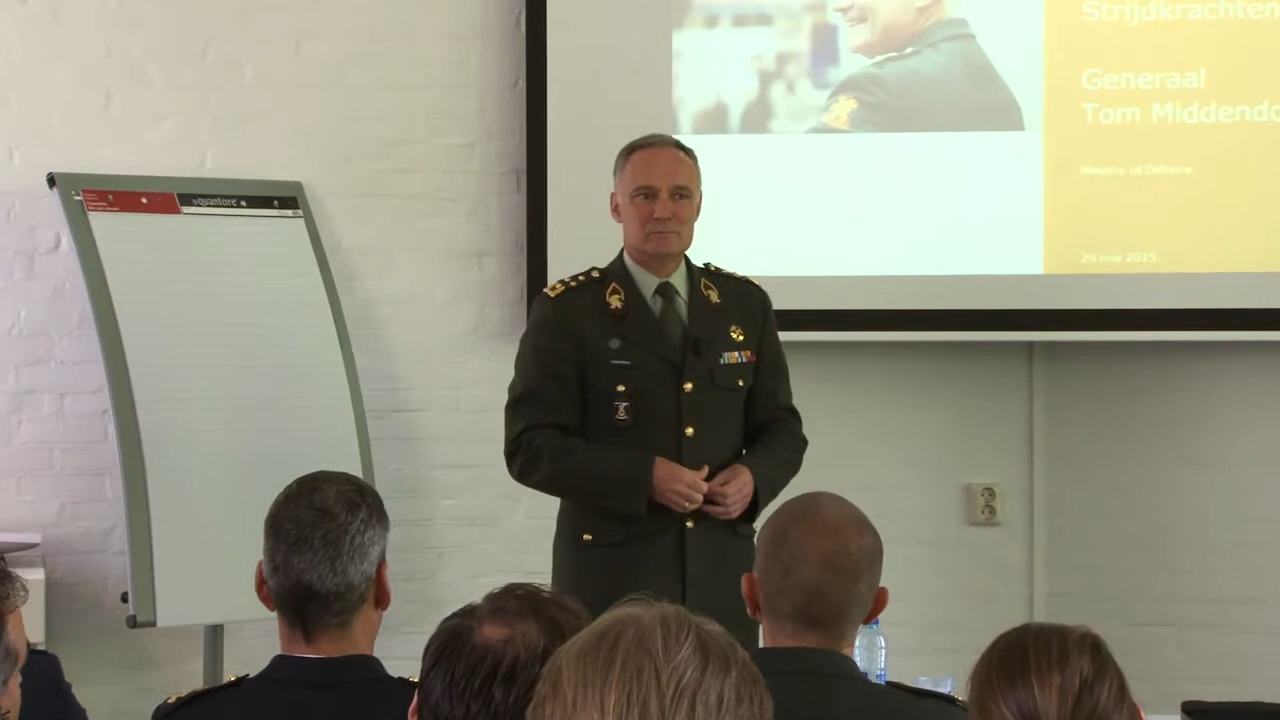 Strijdkrachten
Generaal
Tom Middendo
Ministry of Defence
26 mei 2015
Quantore